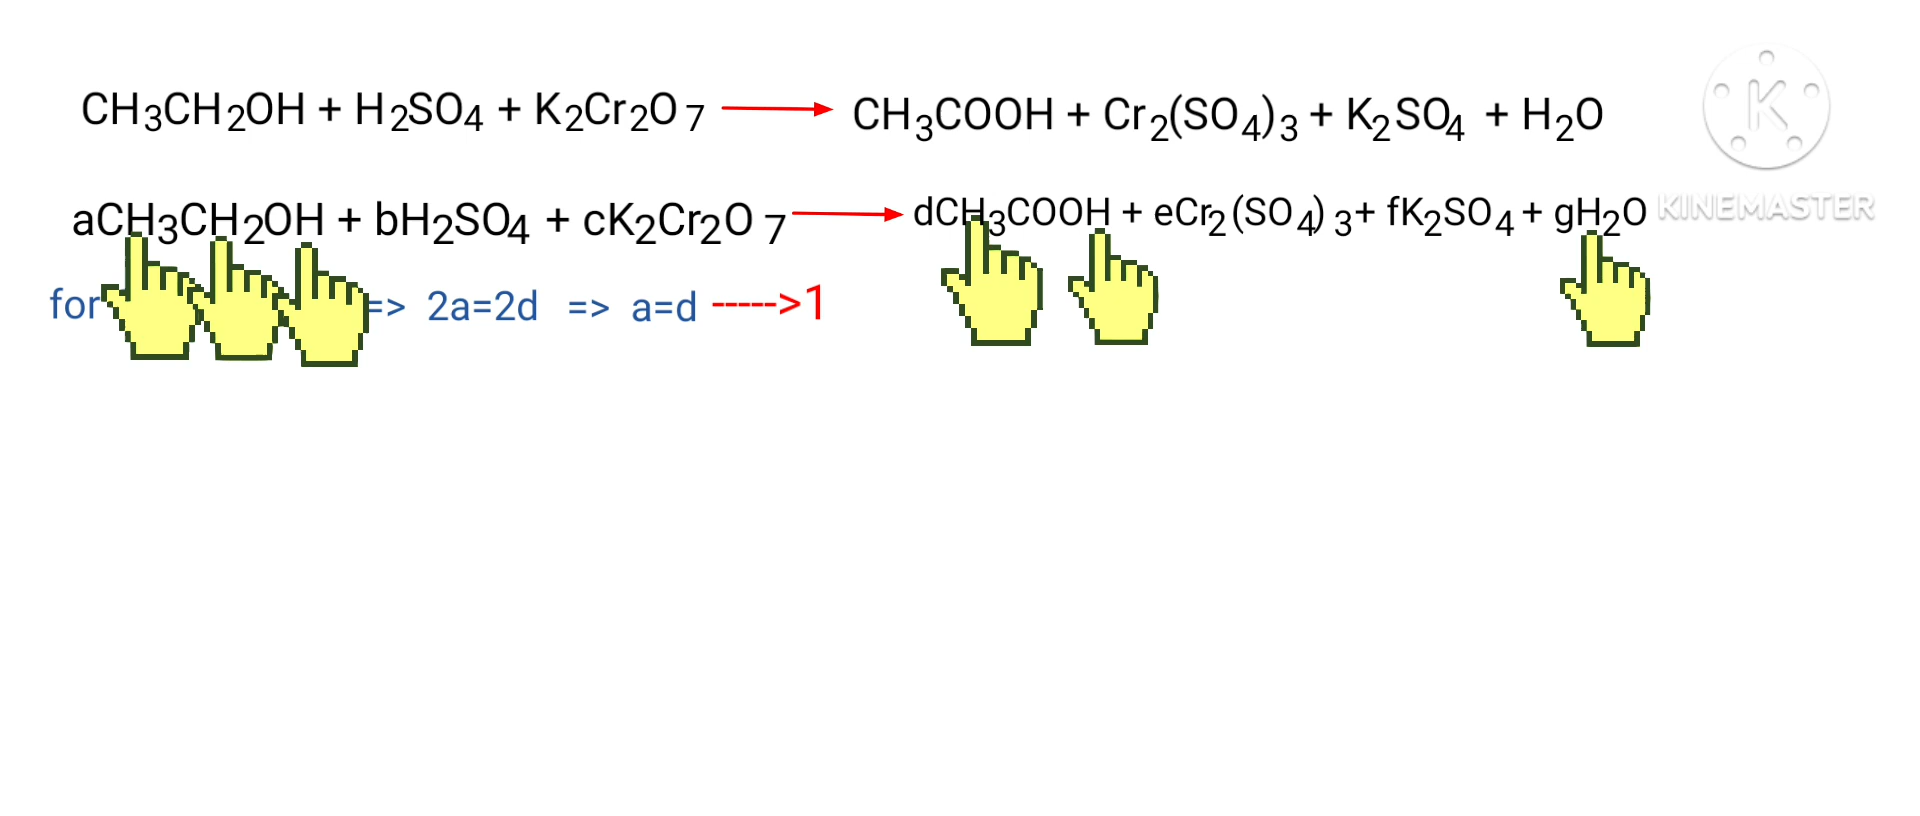 CH3CH2OH + H2SO4 + K2Cr2O7 → CH3COOH + Cr2(SO4)3 + K2SO4 + H2O
aCH3CH2OH + bH2SO4 + cK2Cr2O7 → dCH3COOH + eCr2(SO4)3 + fK2SO4 + gH2O
for => 2a=2d => a=d ----->1
K
KINEMASTER